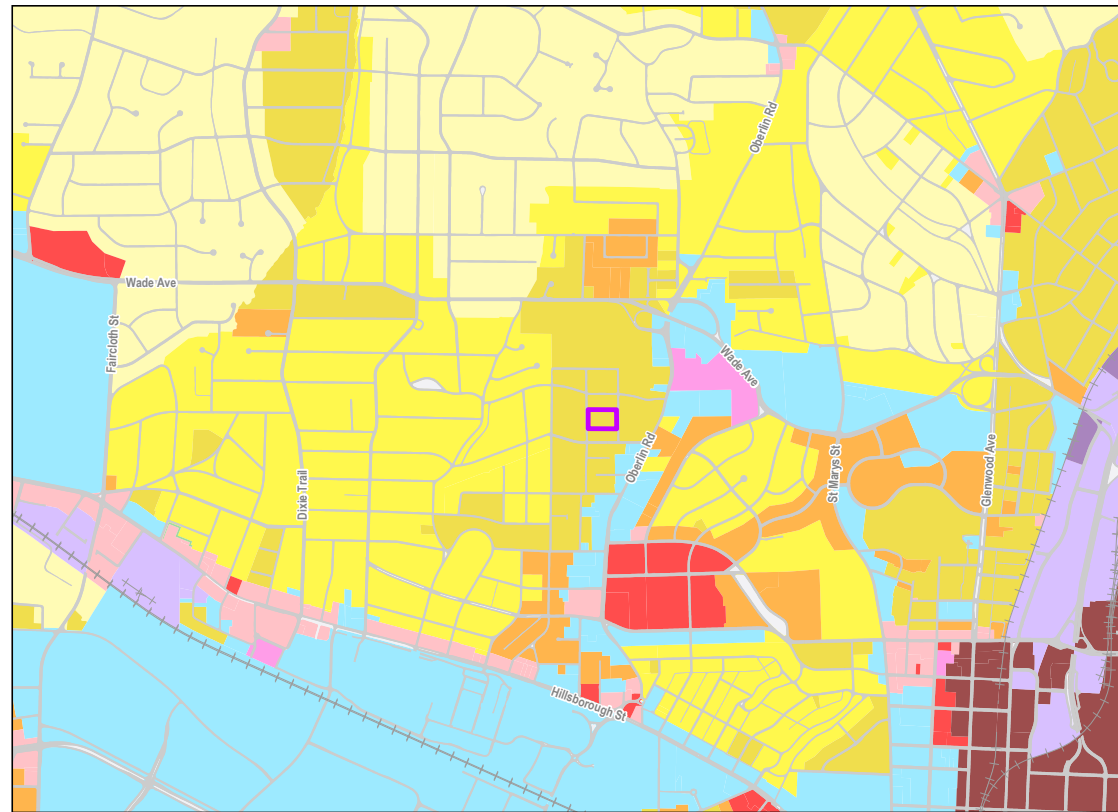 Oberlin Rd
Wade Ave
Faircloth St
Wade Ave
Oberlin Rd
Dixie Trail
St Marys St
Glenwood Ave
Hillsborough St